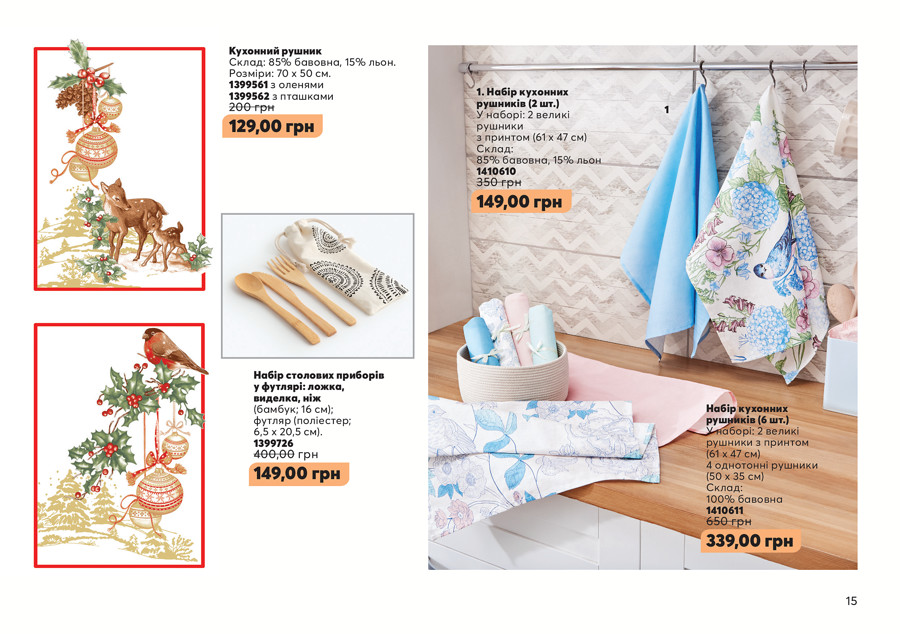 Кухонний рушник
Склад: 85% бавовна, 15% льон.
Розміри: 70 х 50 см.
1399561 з оленями
1399562 з пташками
200 грн
129,00 грн
Набір столових приборів
у футлярі: ложка,
виделка, ніж
(бамбук; 16 см);
футляр (поліестер;
6,5 х 20,5 см).
1399726
400,00 грн
149,00 грн
1. Набір кухонних
рушників (2 шт.)
У наборі: 2 великі
рушники
з принтом (61 х 47 см)
Склад:
85% бавовна, 15% льон
1410610
350 грн
149,00 грн
1
Набір кухонних
рушників (6 шт.)
У наборі: 2 великі
рушники з принтом
(61 х 47 см)
4 однотонні рушники
(50 х 35 см)
Склад:
100% бавовна
1410611
650 грн
339,00 грн
15